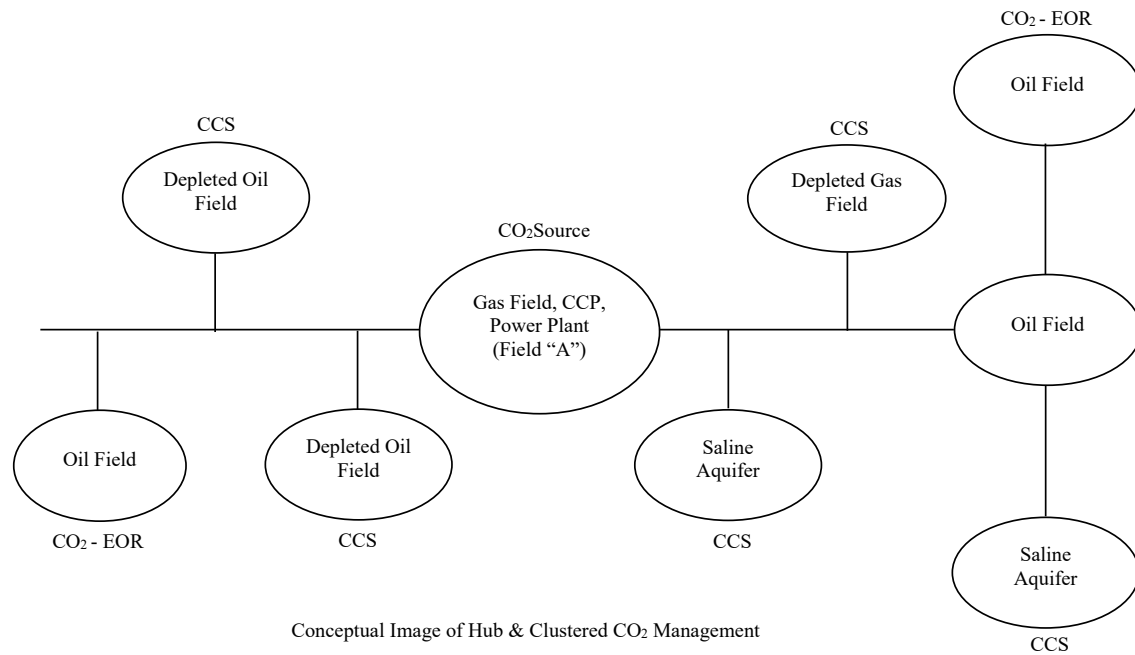 CO₂ - EOR
Oil Field
CCS
Depleted Oil
Field
CCS
Depleted Gas
Field
CO₂Source
Gas Field, CCP,
Power Plant
(Field “A”)
Oil Field
Oil Field
CO₂ - EOR
Depleted Oil
Field
CCS
Saline
Aquifer
CCS
Saline
Aquifer
CCS
Conceptual Image of Hub & Clustered CO₂ Management